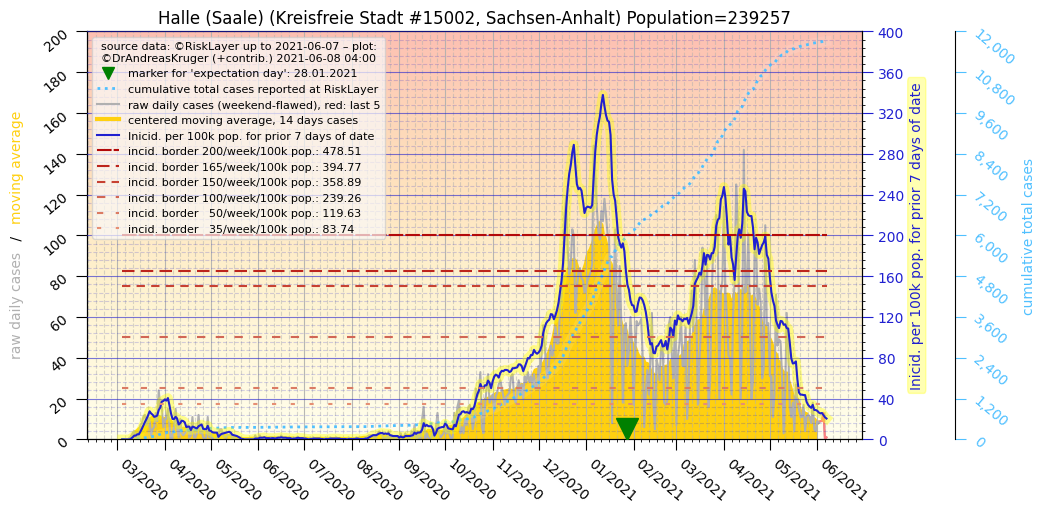 Halle (Saale) (Kreisfreie Stadt #15002, Sachsen-Anhalt) Population=239257
source data: ©RiskLayer up to 2021-06-07 – plot:
©DrAndreasKruger (+contrib.) 2021-06-08 04:00
marker for 'expectation day': 28.01.2021
cumulative total cases reported at RiskLayer
raw daily cases (weekend-flawed), red: last 5
centered moving average, 14 days cases
Inicid. per 100k pop. for prior 7 days of date
incid. border 200/week/100k pop.: 478.51
incid. border 165/week/100k pop.: 394.77
incid. border 150/week/100k pop.: 358.89
incid. border 100/week/100k pop.: 239.26
incid. border   50/week/100k pop.: 119.63
incid. border   35/week/100k pop.: 83.74
raw daily cases  /  moving average
200
180
160
140
120
100
80
60
40
20
0
03/2020
04/2020
05/2020
06/2020
07/2020
08/2020
09/2020
10/2020
11/2020
12/2020
01/2021
02/2021
03/2021
04/2021
05/2021
06/2021
400
360
320
280
240
200
160
120
80
40
0
Inicid. per 100k pop. for prior 7 days of date
12,000
10,800
9,600
8,400
7,200
6,000
4,800
3,600
2,400
1,200
0
cumulative total cases